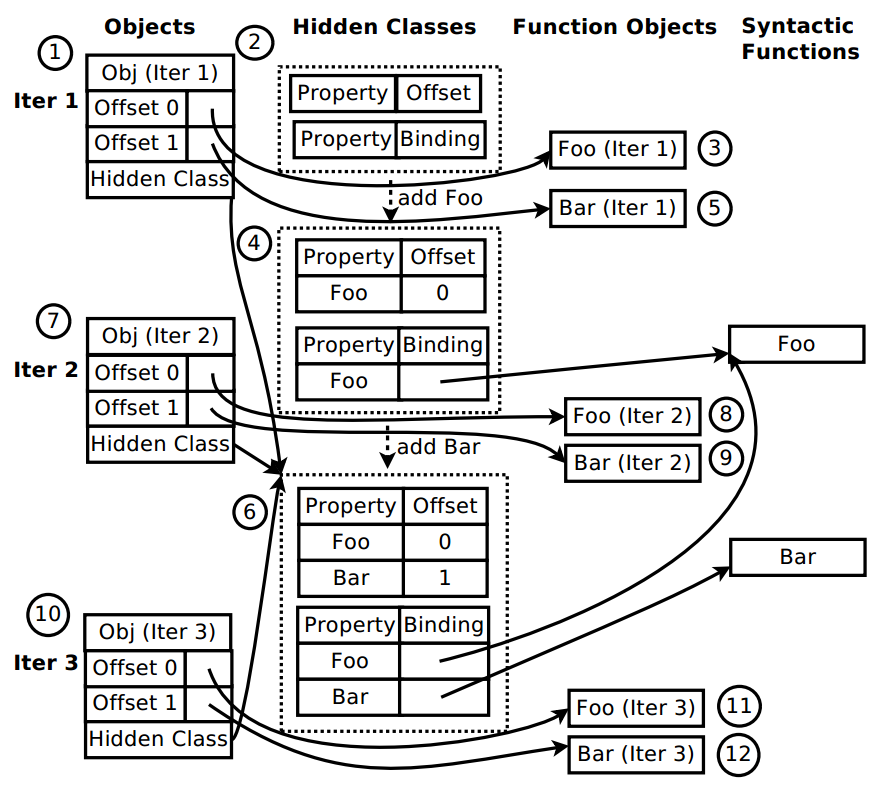 Objects
Hidden Classes
Function Objects
Syntactic
Functions
1
Iter 1
Obj (Iter 1)
Offset 0
Offset 1
Hidden Class
2
Property Offset
Property Binding
add Foo
Foo (Iter 1)
3
Bar (Iter 1)
5
4
Property Offset
Foo 0
Property Binding
Foo
add Bar
7
Iter 2
Obj (Iter 2)
Offset 0
Offset 1
Hidden Class
Foo
Foo (Iter 2)
8
Bar (Iter 2)
9
6
Property Offset
Foo 0
Bar 1
Property Binding
Foo
Bar
Bar
10
Iter 3
Obj (Iter 3)
Offset 0
Offset 1
Hidden Class
Foo (Iter 3)
11
Bar (Iter 3)
12